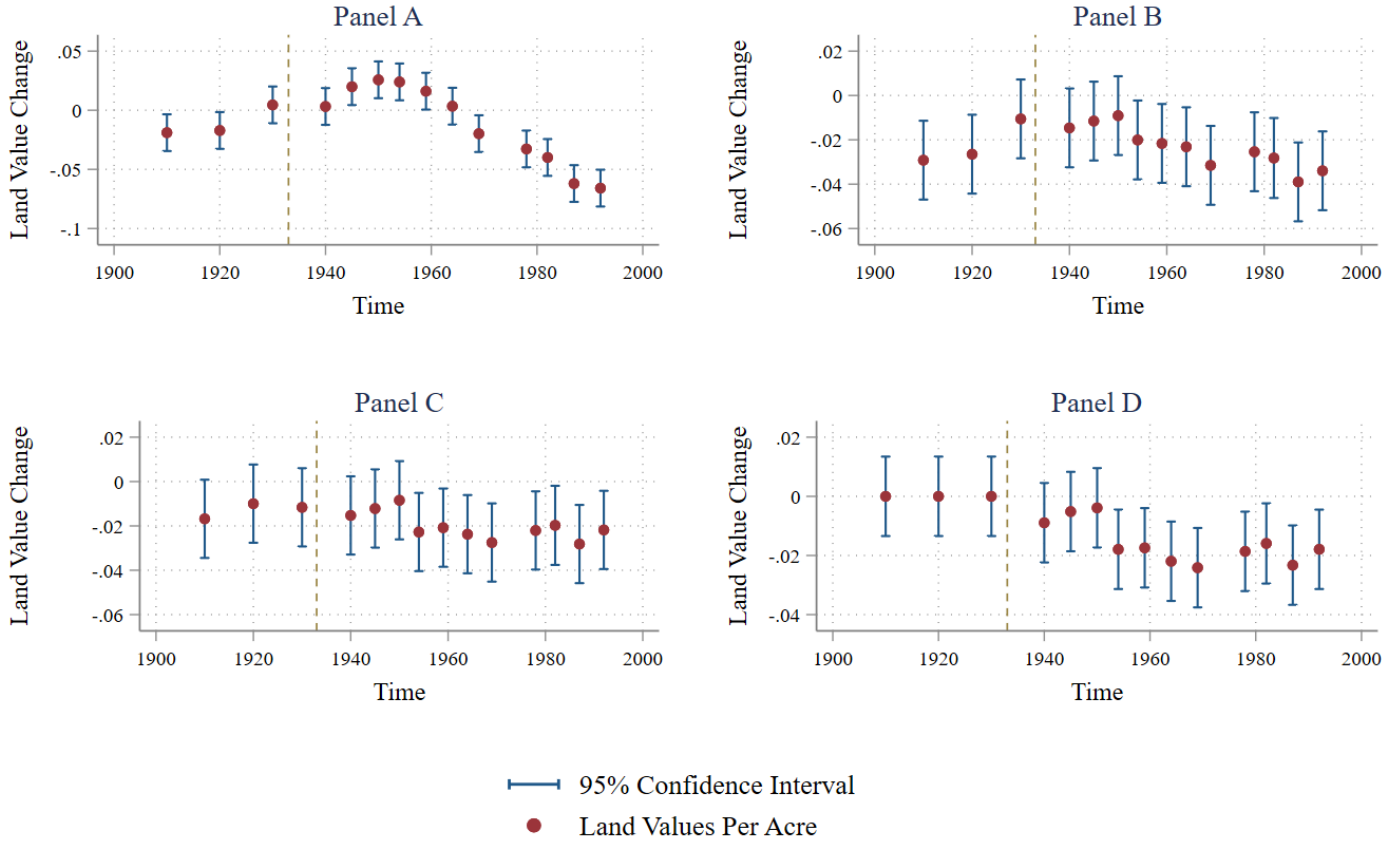 Panel A
Land Value Change
.05
0
-.05
-.1
1900 1920 1940 1960 1980 2000
Time
Panel B
Land Value Change
.02
0
-.02
-.04
-.06
1900 1920 1940 1960 1980 2000
Time
Panel C
Land Value Change
.02
0
-.02
-.04
-.06
1900 1920 1940 1960 1980 2000
Time
Panel D
Land Value Change
.02
0
-.02
-.04
1900 1920 1940 1960 1980 2000
Time
95% Confidence Interval
Land Values Per Acre